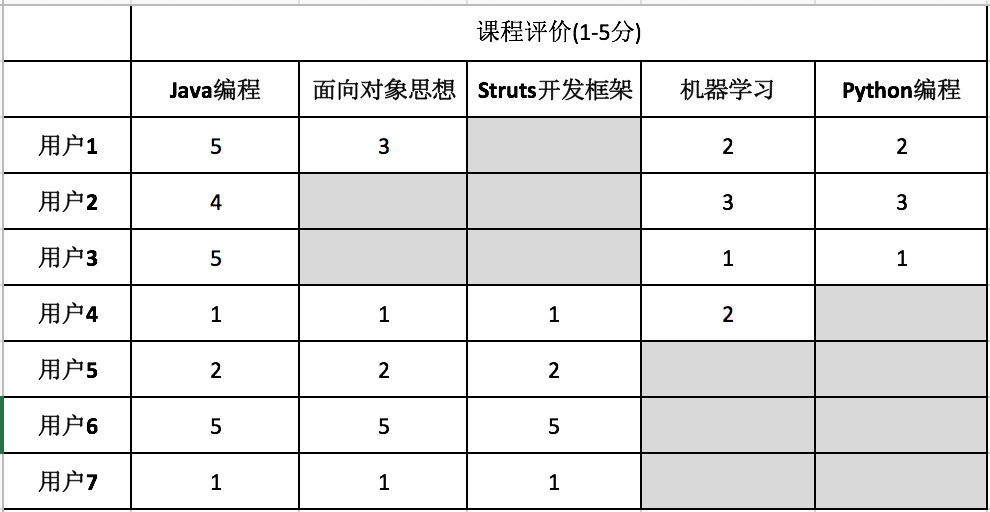 课程评价(1-5分)
Java编程 面向对象思想 Struts开发框架 机器学习 Python编程
用户1 5 3 2 2
用户2 4 3 3
用户3 5 1 1
用户4 1 1 1 2
用户5 2 2 2
用户6 5 5 5
用户7 1 1 1